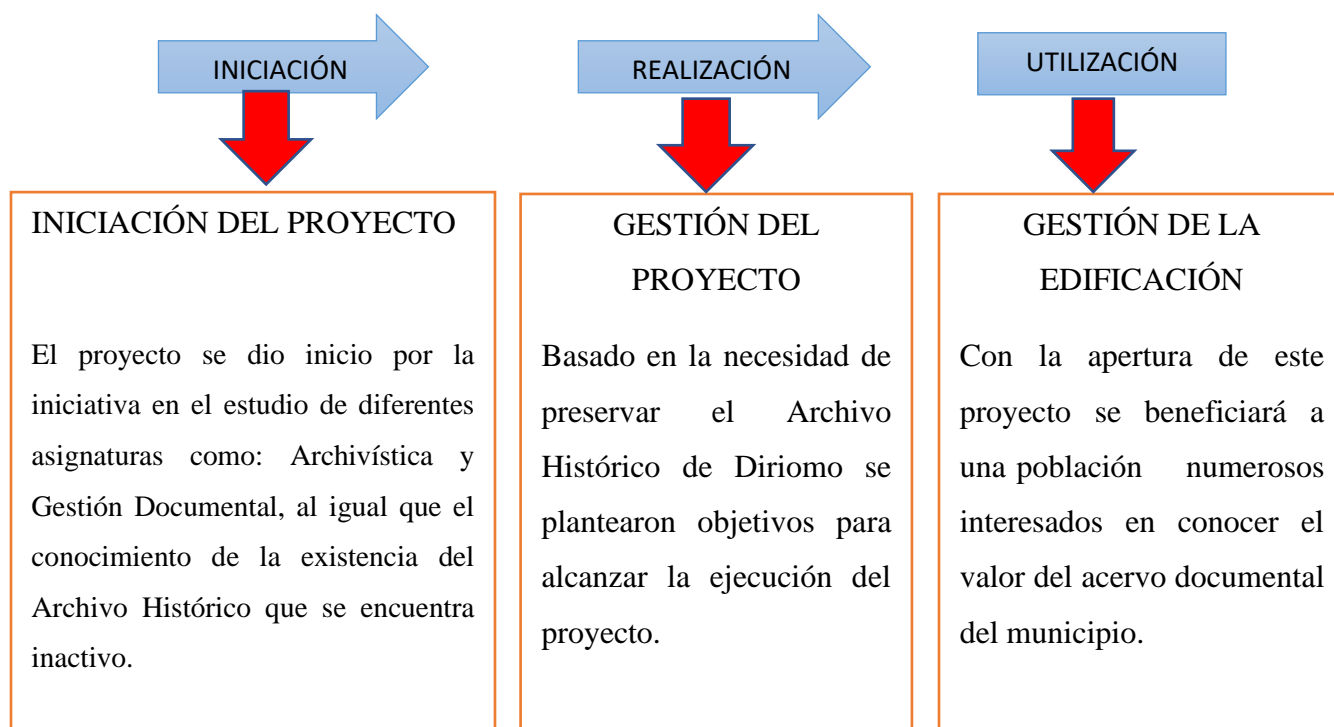 INICIACIÓN
REALIZACIÓN
UTILIZACIÓN
INICIACIÓN DEL PROYECTO
El proyecto se dio inicio por la
iniciativa en el estudio de diferentes
asignaturas como: Archivística y
Gestión Documental, al igual que el
conocimiento de la existencia del
Archivo Histórico que se encuentra
inactivo.
GESTIÓN DEL
PROYECTO
Basado en la necesidad de
preservar el Archivo
Histórico de Diriomo se
plantearon objetivos para
alcanzar la ejecución del
proyecto.
GESTIÓN DE LA
EDIFICACIÓN
Con la apertura de este
proyecto se beneficiará a
una población numerosos
interesados en conocer el
valor del acervo documental
del municipio.